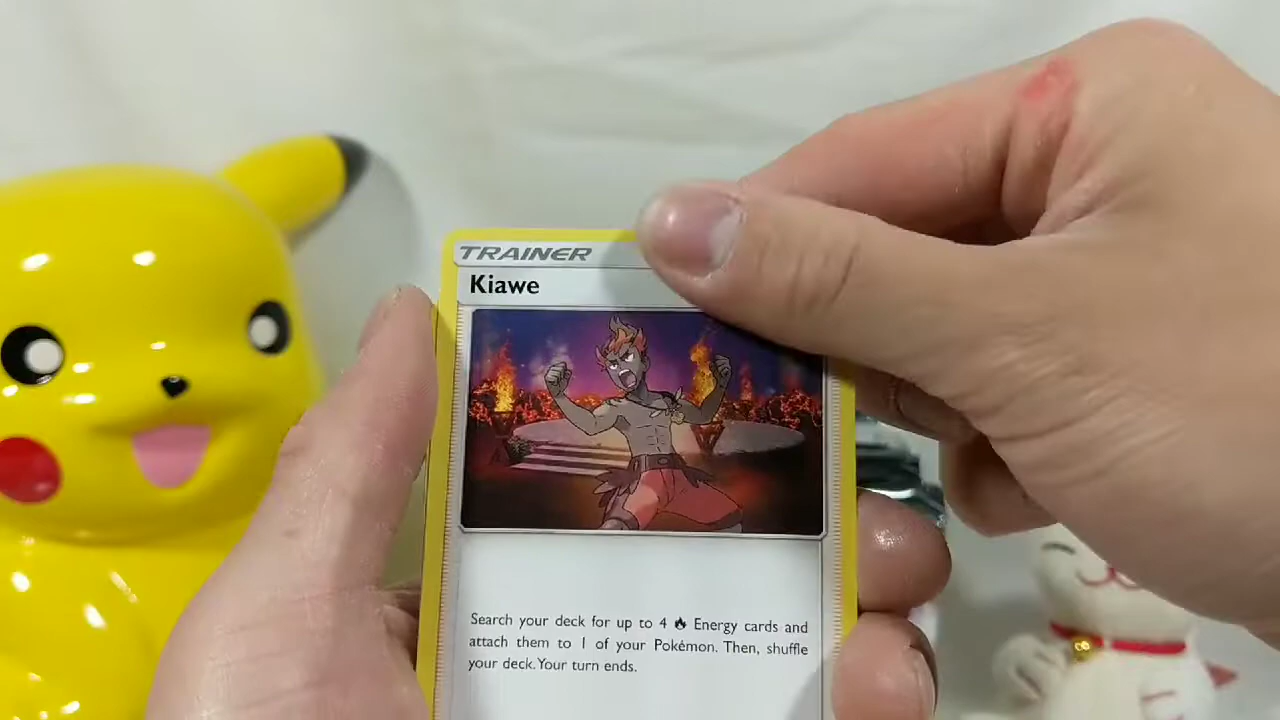 TRAINER
Kiawe
Search your deck for up to 4 🔥 Energy cards and
attach them to 1 of your Pokémon. Then, shuffle
your deck. Your turn ends.